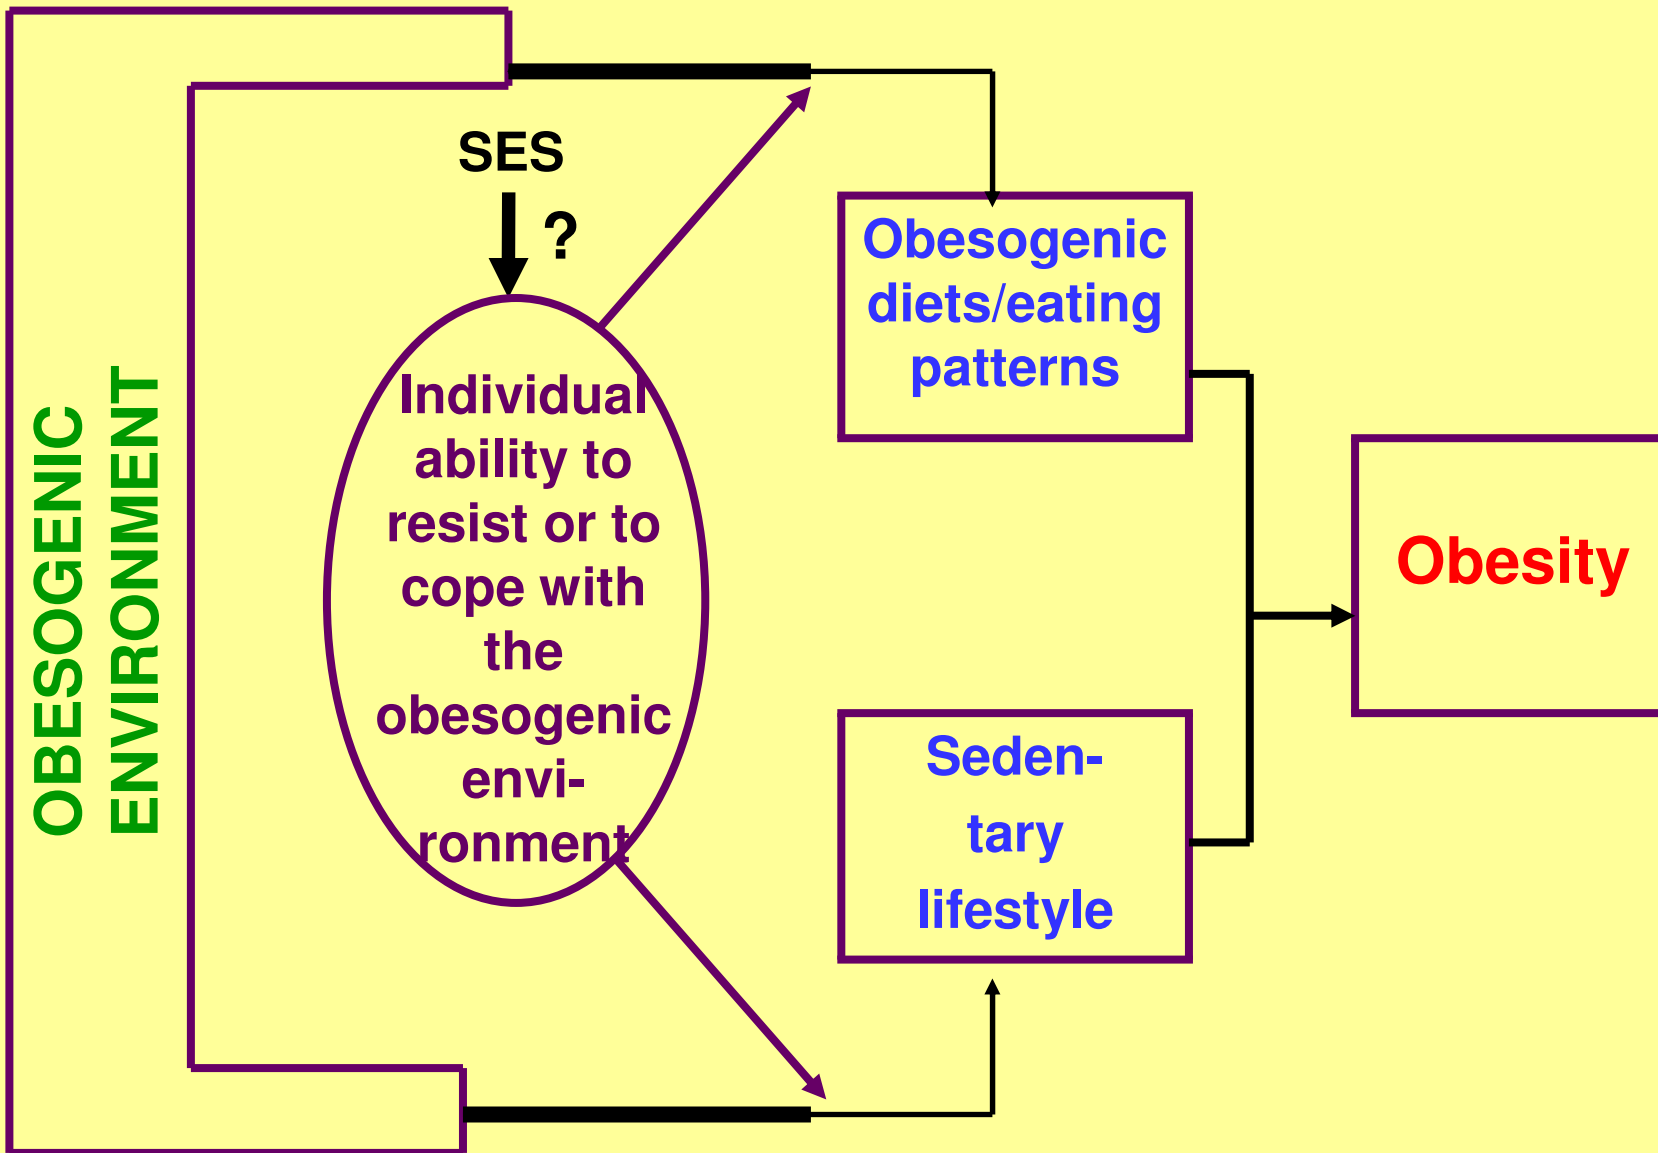 OBESOGENIC
ENVIRONMENT
SES
?
Individual
ability to
resist or to
cope with
the
obesogenic
envi-
ronment
Obesogenic
diets/eating
patterns
Seden-
tary
lifestyle
Obesity